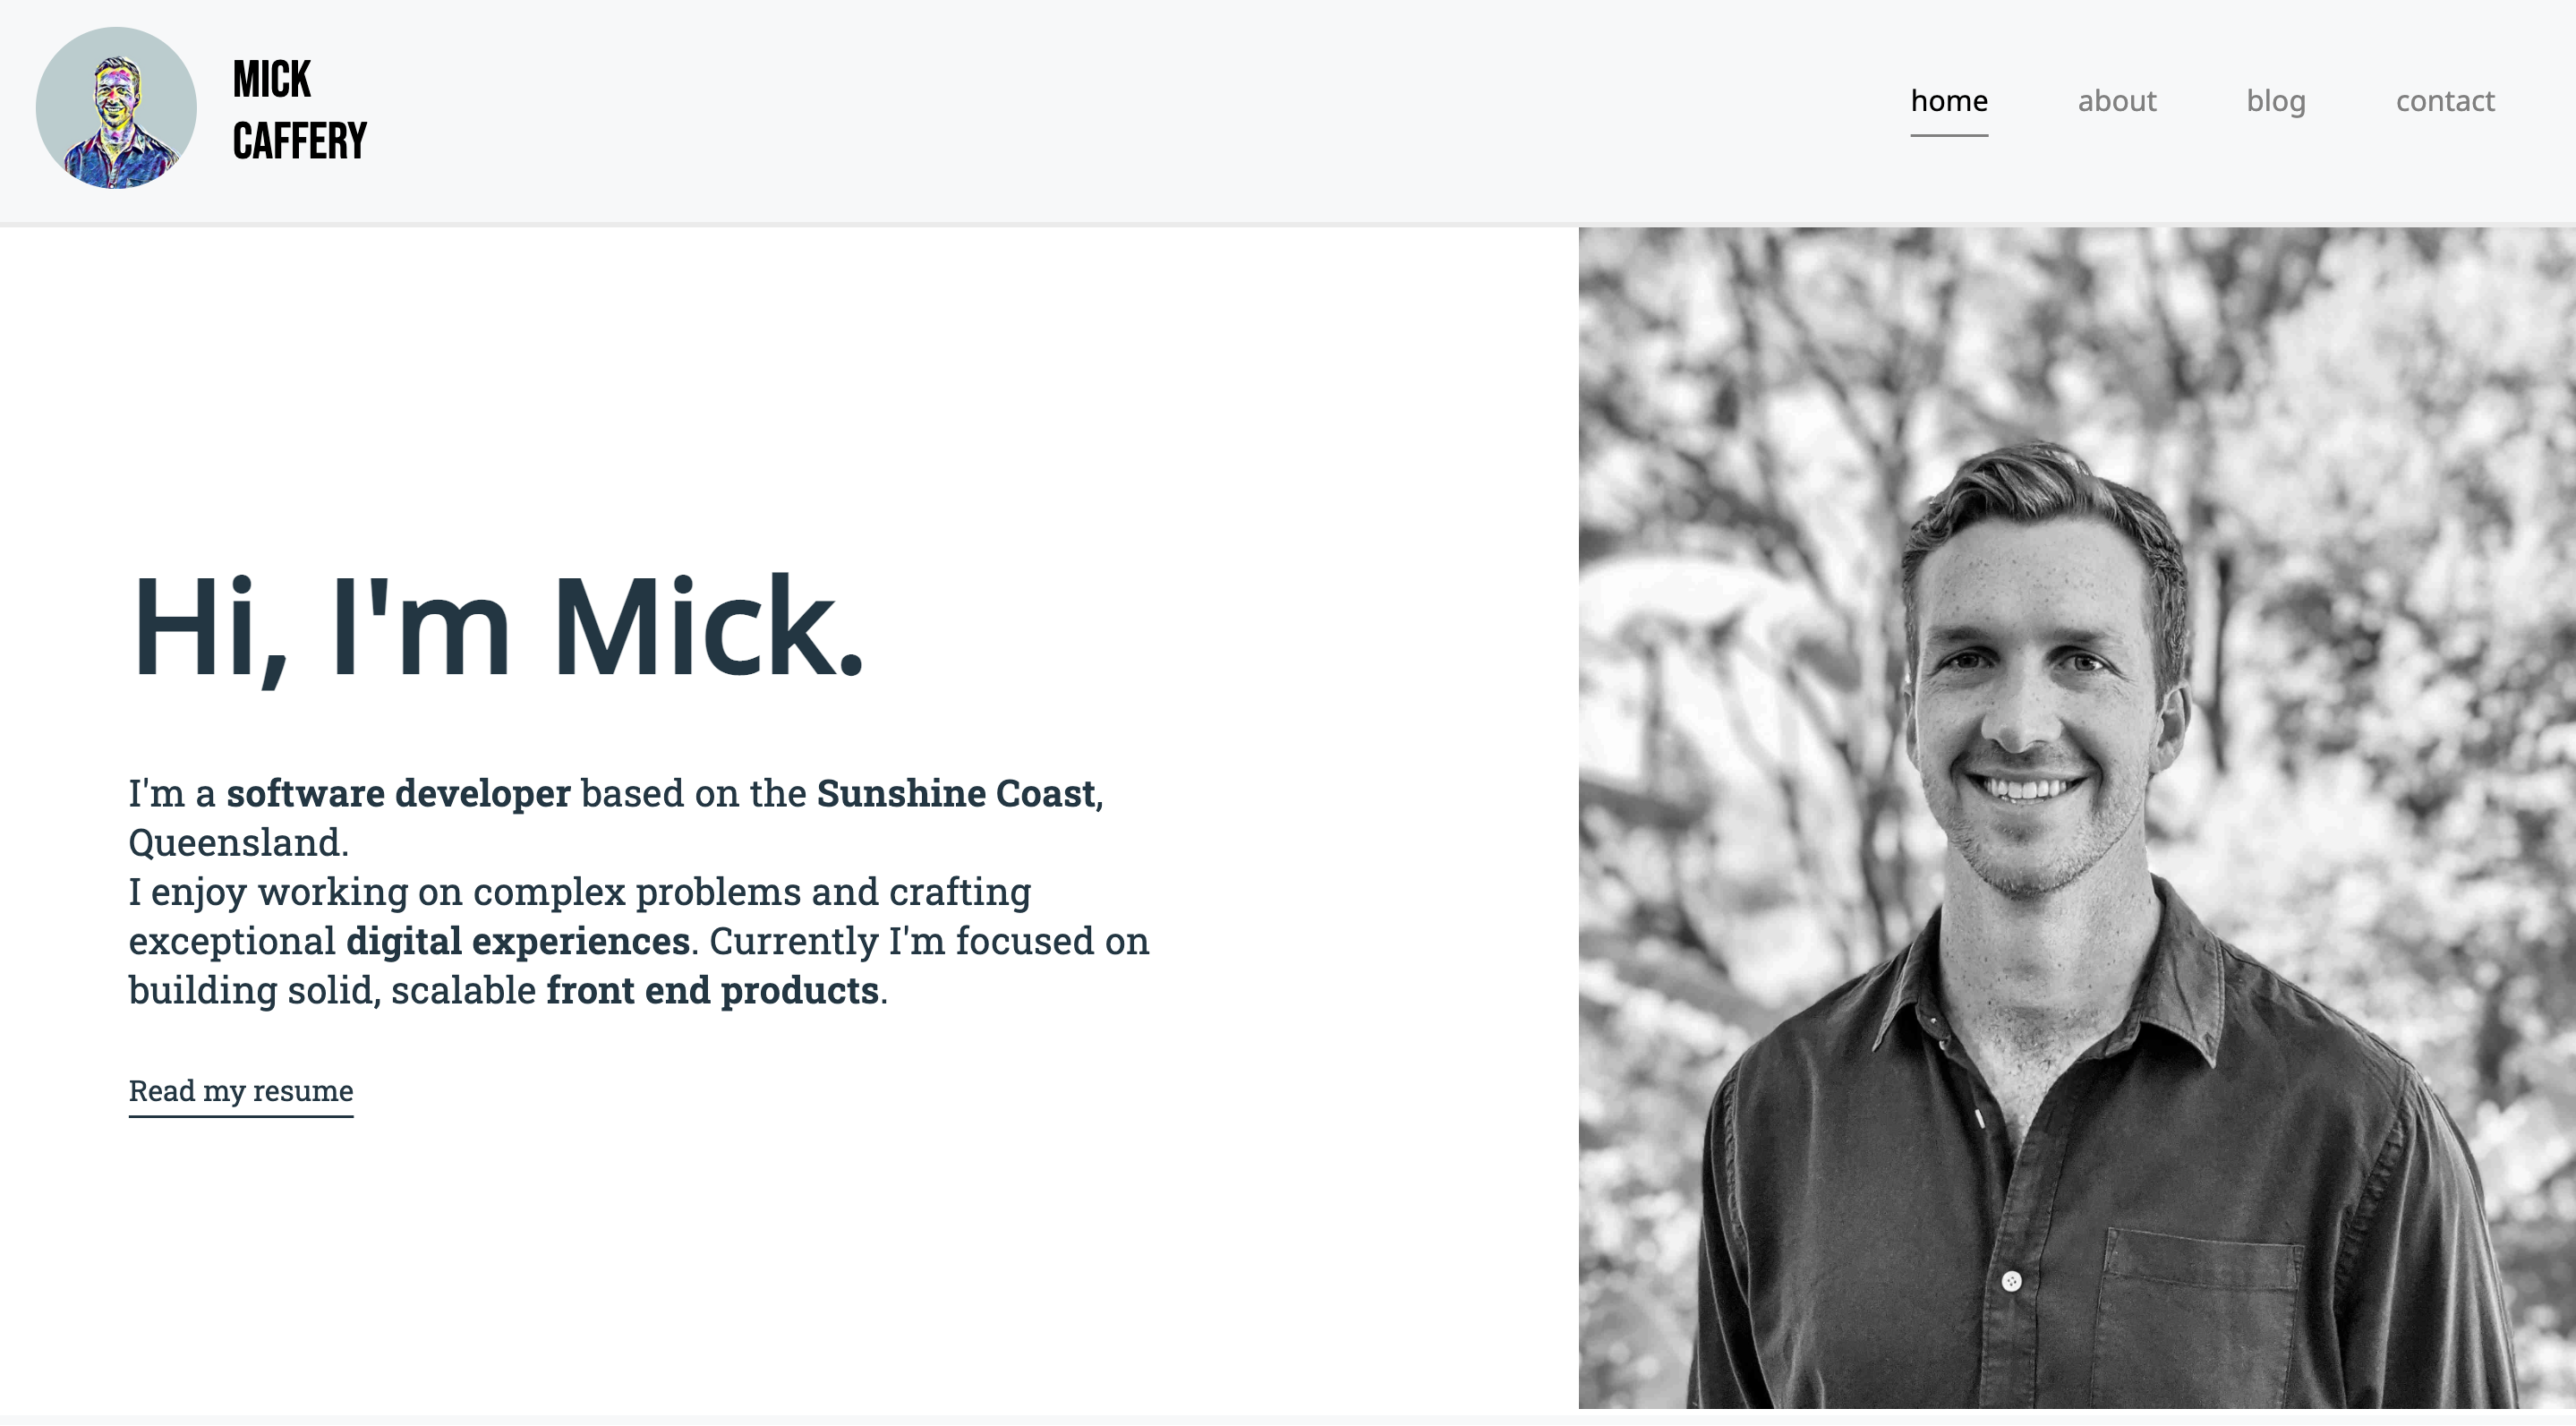 MICK
CAFFERY
home about blog contact
Hi, I'm Mick.
I'm a software developer based on the Sunshine Coast,
Queensland.
I enjoy working on complex problems and crafting
exceptional digital experiences. Currently I'm focused on
building solid, scalable front end products.
Read my resume